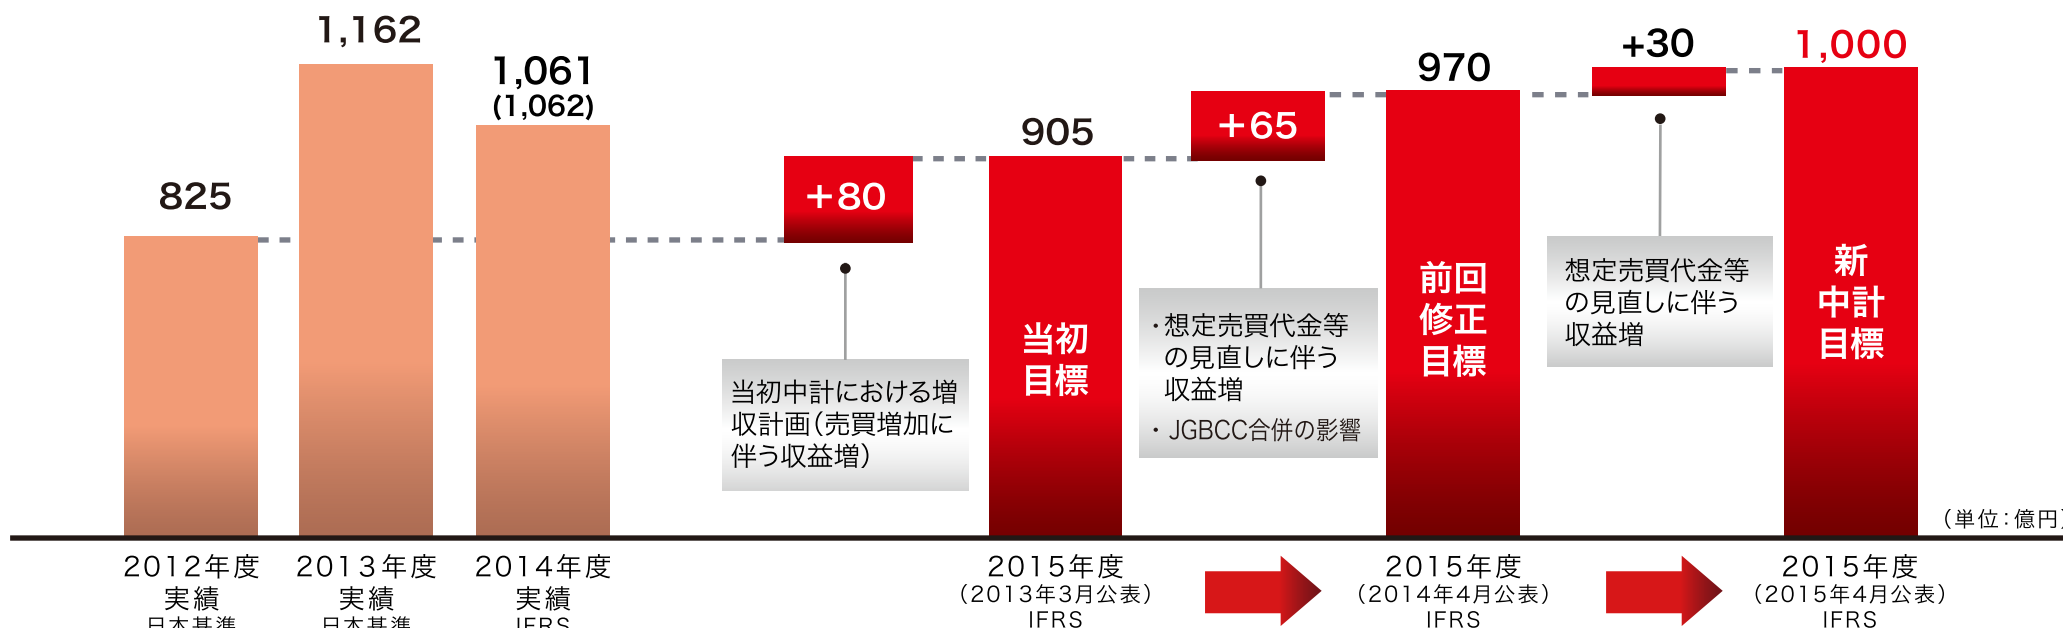 825
1,162
1,061
(1,062)
+80
905
+65
970
+30
1,000
当初中計における増
収計画（売買増加に
伴う収益増）
当初
目標
・想定売買代金等
の見直しに伴う
収益増
・JGBCC合併の影響
前回
修正
目標
想定売買代金等
の見直しに伴う
収益増
新
中計
目標
（単位：億円）
2012年度
実績
日本基準
2013年度
実績
日本基準
2014年度
実績
IFRS
2015年度
（2013年3月公表）
IFRS
2015年度
（2014年4月公表）
IFRS
2015年度
（2015年4月公表）
IFRS